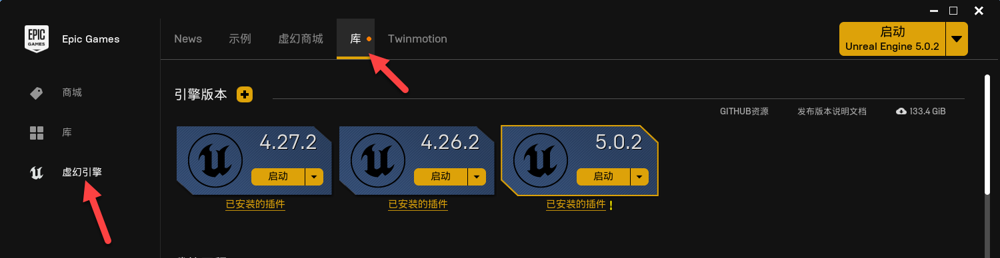 EPIC
GAMES
Epic Games
News
示例
虚幻商城
库
Twinmotion
启动
Unreal Engine 5.0.2
商城
库
虚幻引擎
引擎版本
GITHUB资源
发布版本说明文档
133.4 GiB
4.27.2
启动
已安装的插件
4.26.2
启动
已安装的插件
5.0.2
启动
已安装的插件 !